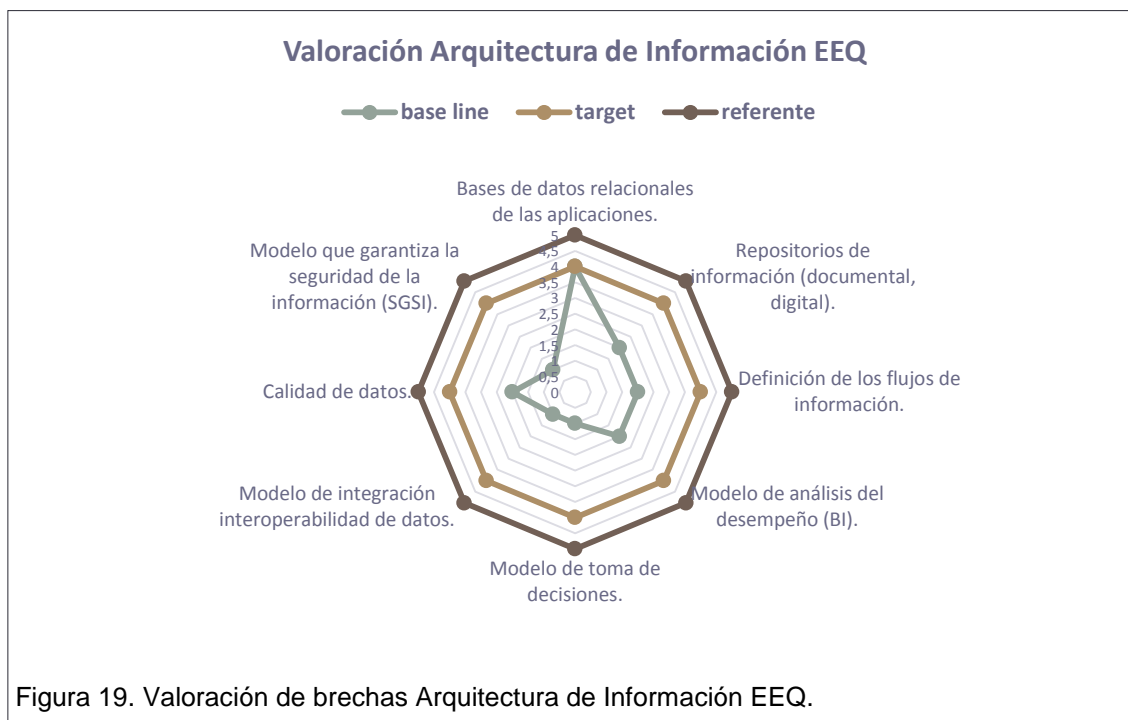 Valoración Arquitectura de Información EEQ
base line target referente
Bases de datos relacionales
de las aplicaciones.
Modelo que garantiza la
seguridad de la
información (SGSI).
Repositorios de
información (documental,
digital).
5
4,5
4
3,5
3
2,5
2
1,5
1
0,5
0
Calidad de datos.
Definición de los flujos de
información.
Modelo de integración
interoperabilidad de datos.
Modelo de análisis del
desempeño (BI).
Modelo de toma de
decisiones.
Figura 19. Valoración de brechas Arquitectura de Información EEQ.